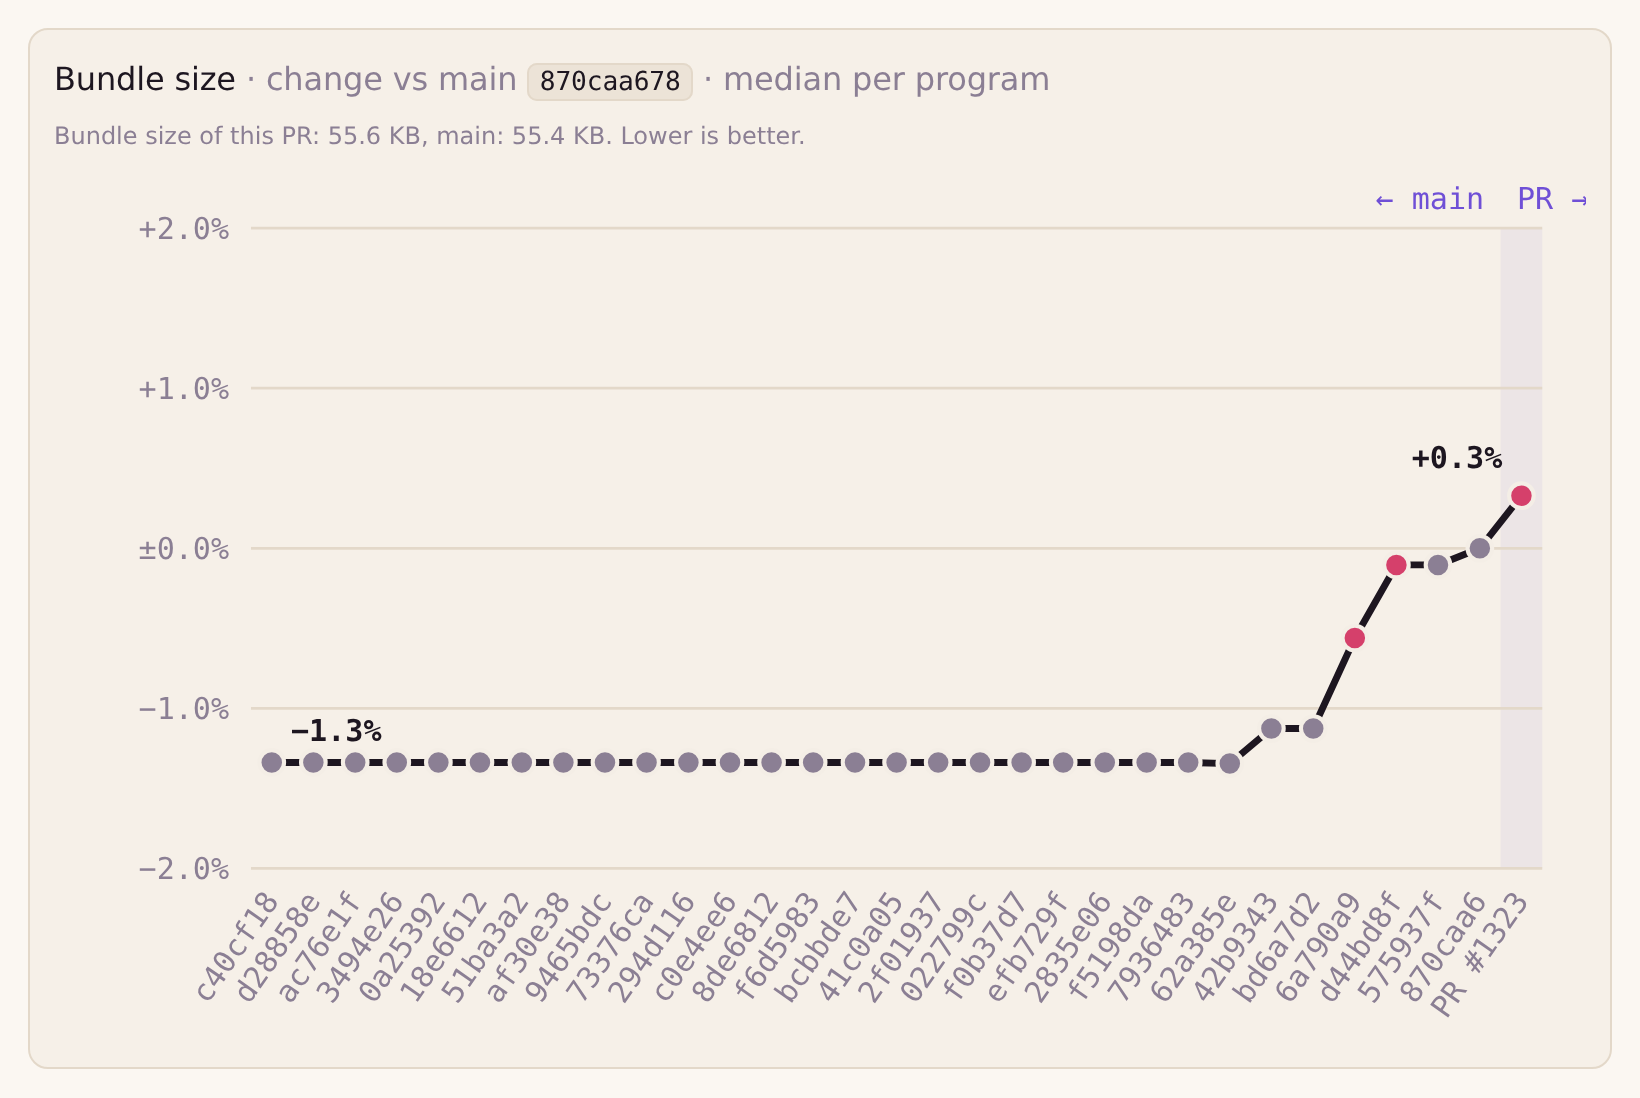 Bundle size · change vs main 870caa678 · median per program
Bundle size of this PR: 55.6 KB, main: 55.4 KB. Lower is better.
← main PR →
+2.0%
+1.0%
+0.3%
±0.0%
−1.0%
−1.3%
−2.0%
c40cf18
d28858e
ac76e1f
3494e26
0a25392
18e6612
51ba3a2
af30e38
9465bdc
73376ca
294d116
c0e4ee6
8de6812
f6d5983
bcbbde7
41c0a05
2f01937
022799c
f0b37d7
efb729f
2835e06
f5198da
7936483
62a385e
42b9343
bd6a7d2
6a790a9
d44bd8f
575937f
870caa6
PR #1323